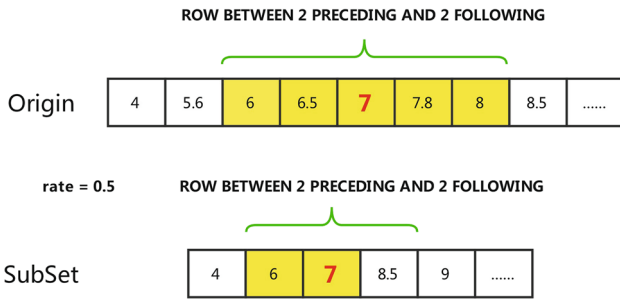 ROW BETWEEN 2 PRECEDING AND 2 FOLLOWING
Origin 4 5.6 6 6.5 7 7.8 8 8.5 ......
rate = 0.5 ROW BETWEEN 2 PRECEDING AND 2 FOLLOWING
SubSet 4 6 7 8.5 9 ......